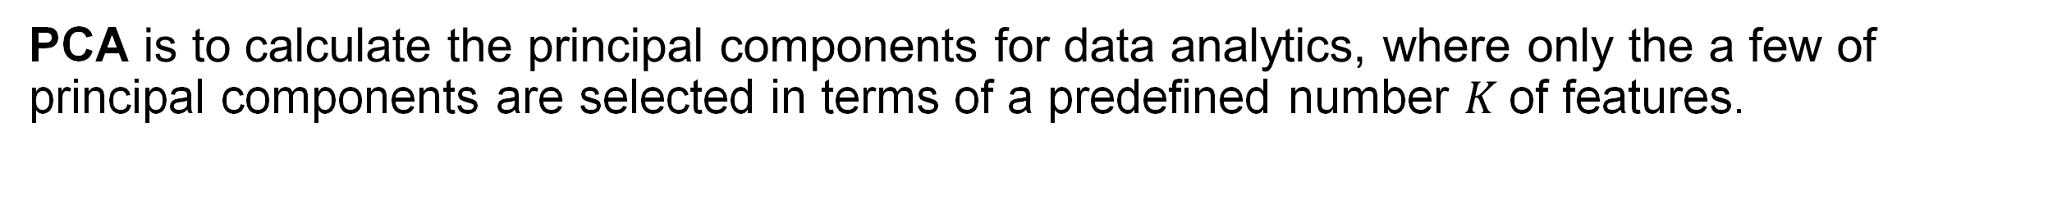 PCA is to calculate the principal components for data analytics, where only the a few of
principal components are selected in terms of a predefined number K of features.